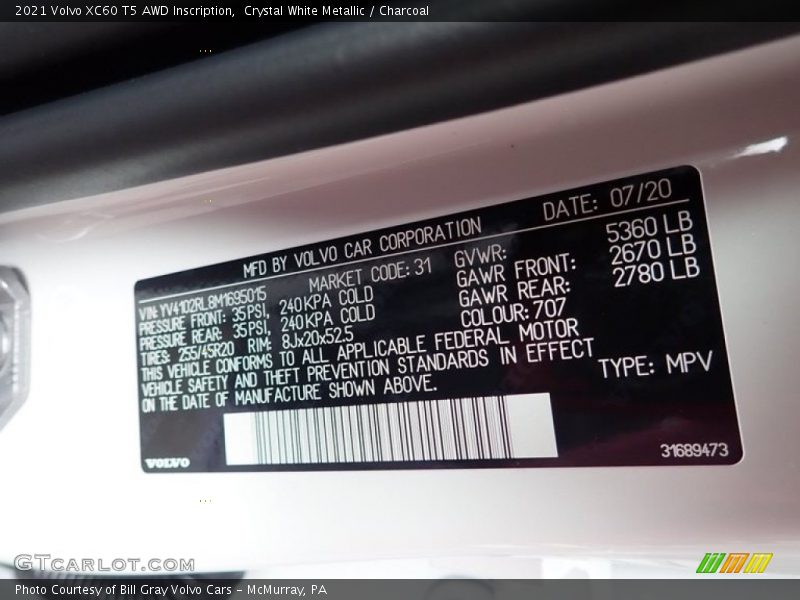 2021 Volvo XC60 T5 AWD Inscription, Crystal White Metallic / Charcoal
MFD BY VOLVO CAR CORPORATION DATE: 07/20
VIN: YV4102RL8M1695015 MARKET CODE: 31 GVWR: 5360 LB
PRESSURE FRONT: 35PSI, 240KPA COLD GAWR FRONT: 2670 LB
PRESSURE REAR: 35PSI, 240KPA COLD GAWR REAR: 2780 LB
TIRES: 255/45R20 RIM: 8Jx20x52.5 COLOUR: 707
THIS VEHICLE CONFORMS TO ALL APPLICABLE FEDERAL MOTOR
VEHICLE SAFETY AND THEFT PREVENTION STANDARDS IN EFFECT
ON THE DATE OF MANUFACTURE SHOWN ABOVE. TYPE: MPV
VOLVO 31689473
GTCARLOT.COM
Photo Courtesy of Bill Gray Volvo Cars - McMurray, PA